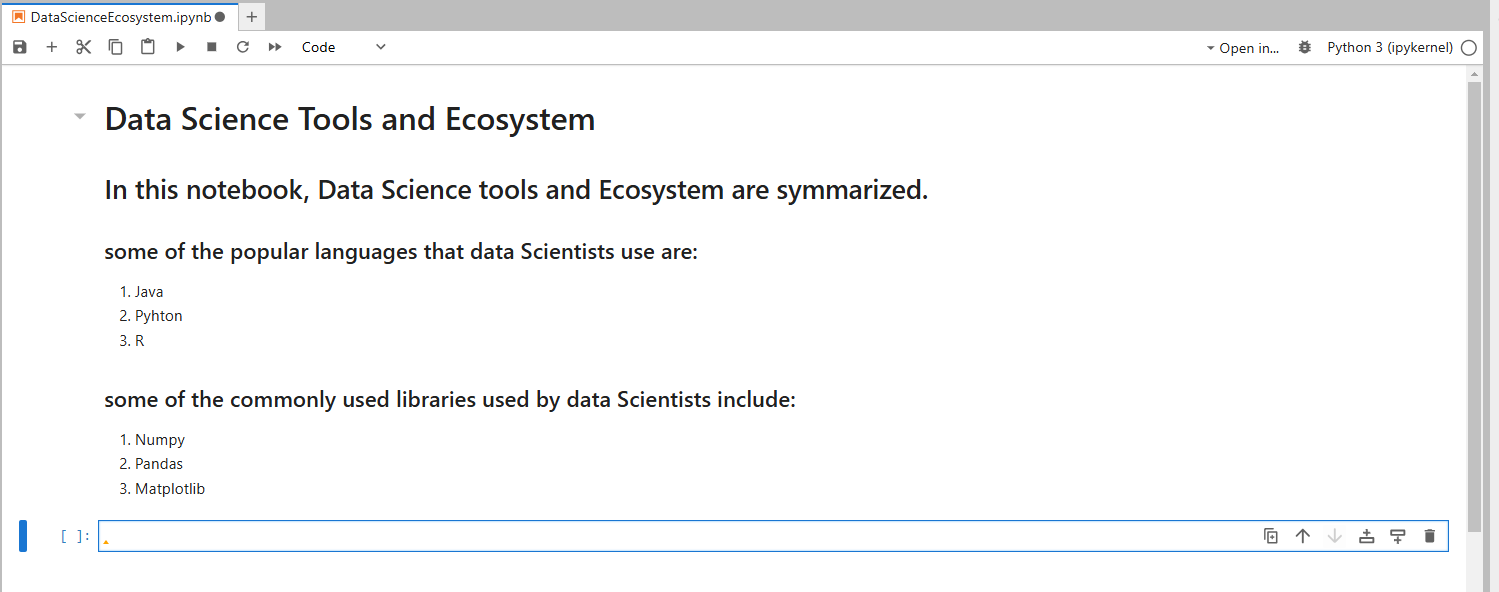 DataScienceEcosystem.ipynb
Code
Open in...
Python 3 (ipykernel)
Data Science Tools and Ecosystem
In this notebook, Data Science tools and Ecosystem are symmarized.
some of the popular languages that data Scientists use are:
1. Java
2. Pyhton
3. R
some of the commonly used libraries used by data Scientists include:
1. Numpy
2. Pandas
3. Matplotlib
[ ]: